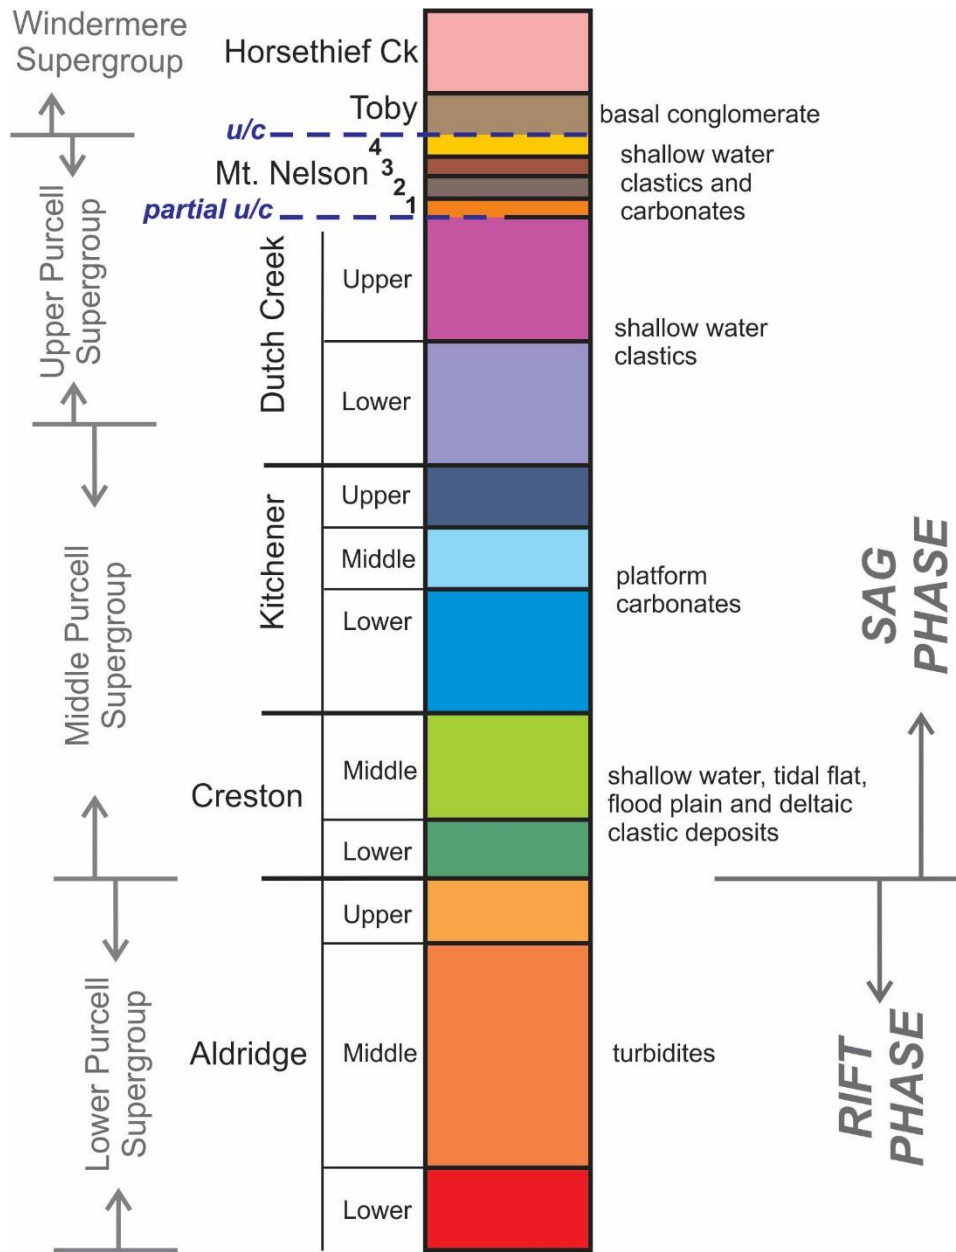 Windermere
Supergroup
Horsethief Ck
Toby
basal conglomerate
u/c
4
Mt. Nelson 3
2
1
shallow water
clastics and
carbonates
partial u/c
Upper Purcell
Supergroup
Dutch Creek
Upper
shallow water
clastics
Lower
Middle Purcell
Supergroup
Kitchener
Upper
Middle
platform
carbonates
Lower
SAG
PHASE
Creston
Middle
shallow water, tidal flat,
flood plain and deltaic
clastic deposits
Lower
Lower Purcell
Supergroup
Aldridge
Upper
Middle
turbidites
RIFT
PHASE
Lower